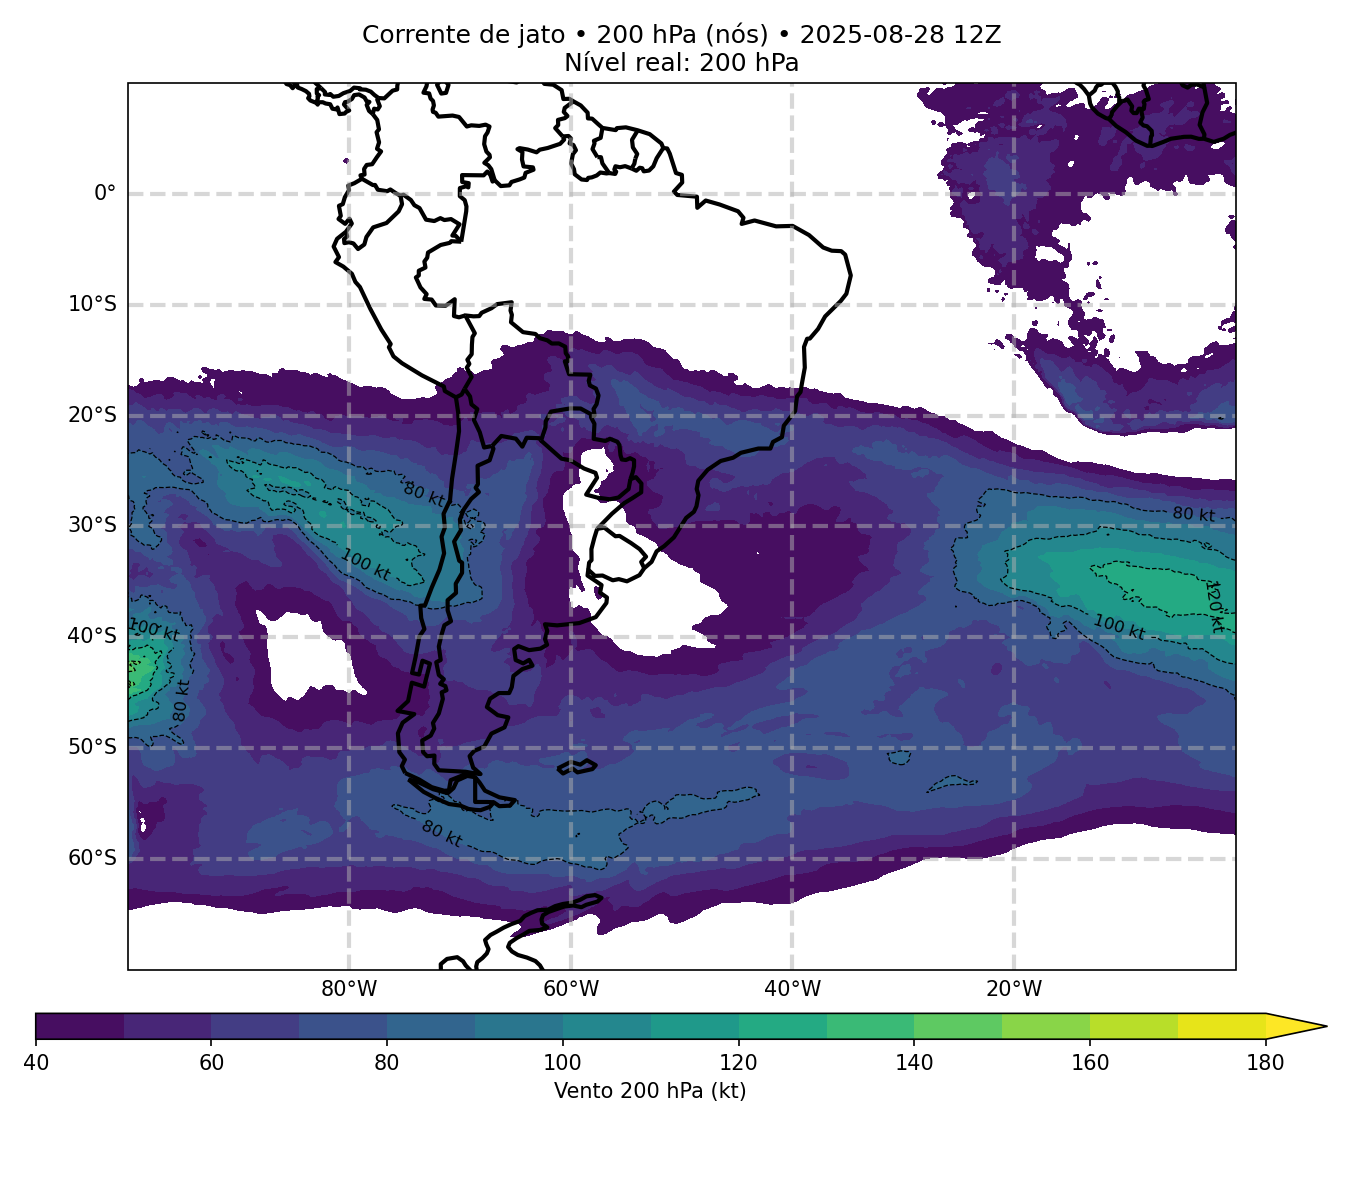 Corrente de jato • 200 hPa (nós) • 2025-08-28 12Z
Nível real: 200 hPa
0°
10°S
20°S
30°S
40°S
50°S
60°S
80 kt
100 kt
100 kt
80 kt
80 kt
80 kt
120 kt
100 kt
80°W
60°W
40°W
20°W
40
60
80
100
120
140
160
180
Vento 200 hPa (kt)